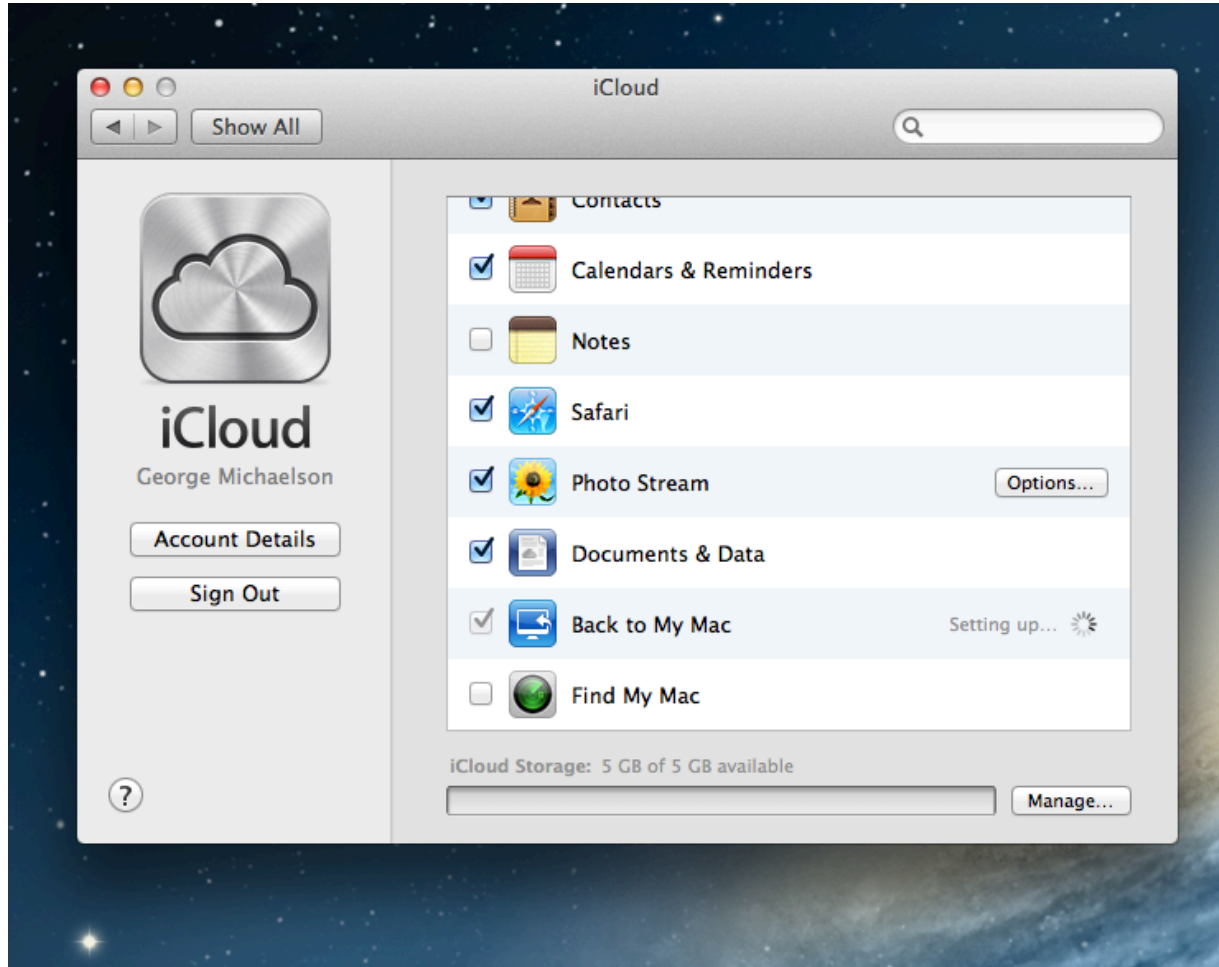 iCloud
Show All
Contacts
Calendars & Reminders
Notes
Safari
Photo Stream
Options...
Documents & Data
Back to My Mac
Setting up...
Find My Mac
iCloud
George Michaelson
Account Details
Sign Out
iCloud Storage: 5 GB of 5 GB available
?
Manage...